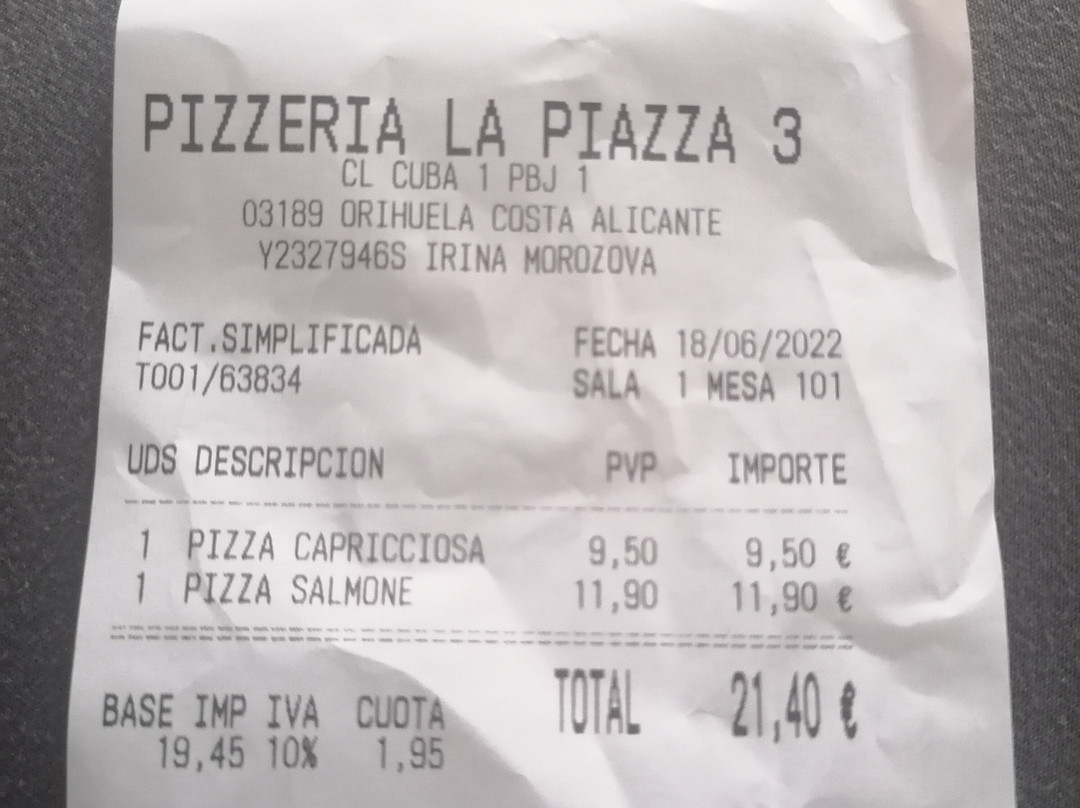 PIZZERIA LA PIAZZA 3
CL CUBA 1 PBJ 1
03189 ORIHUELA COSTA ALICANTE
Y2327946S IRINA MOROZOVA
FACT.SIMPLIFICADA FECHA 18/06/2022
T001/63834 SALA 1 MESA 101
UDS DESCRIPCION PVP IMPORTE
1 PIZZA CAPRICCIOSA 9,50 9,50 €
1 PIZZA SALMONE 11,90 11,90 €
TOTAL 21,40 €
BASE IMP IVA CUOTA
19,45 10% 1,95